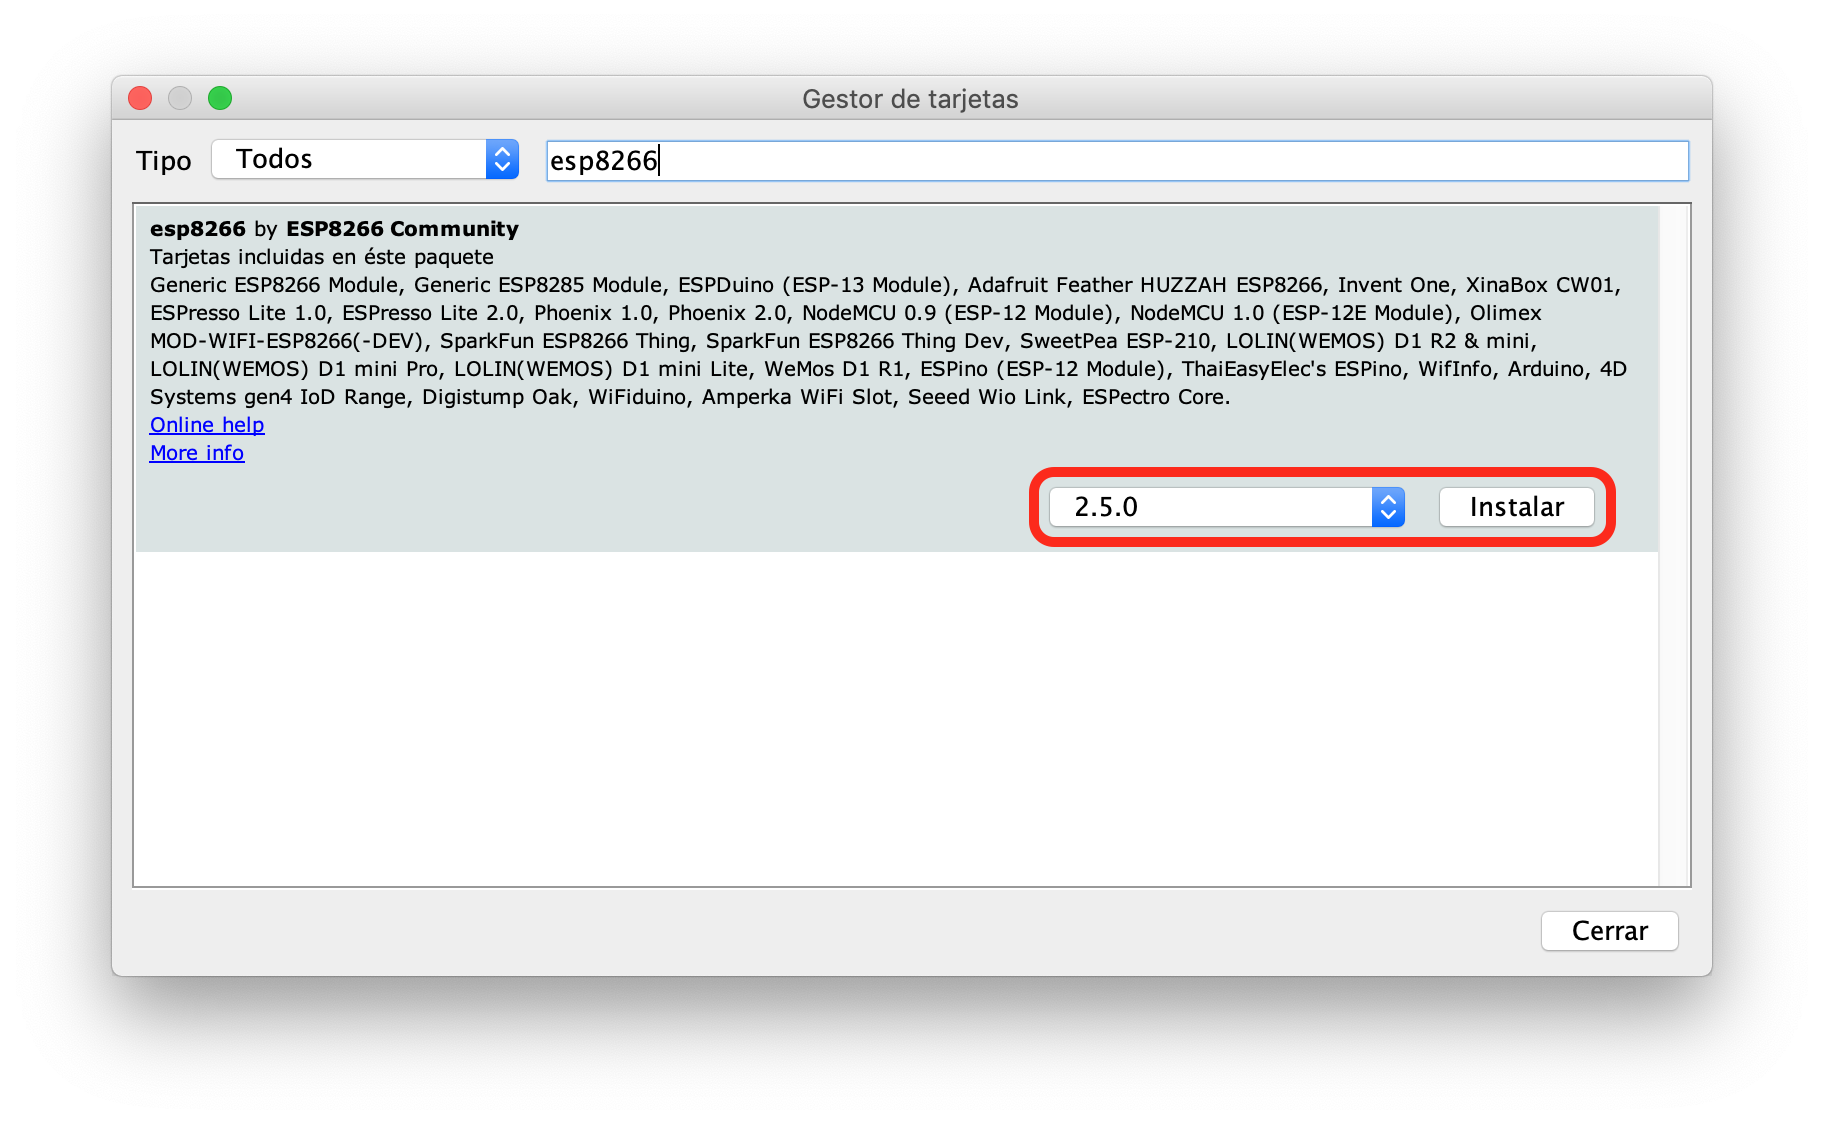 Gestor de tarjetas
Tipo Todos esp8266
esp8266 by ESP8266 Community
Tarjetas incluidas en éste paquete
Generic ESP8266 Module, Generic ESP8285 Module, ESPDuino (ESP-13 Module), Adafruit Feather HUZZAH ESP8266, Invent One, XinaBox CW01,
ESPresso Lite 1.0, ESPresso Lite 2.0, Phoenix 1.0, Phoenix 2.0, NodeMCU 0.9 (ESP-12 Module), NodeMCU 1.0 (ESP-12E Module), Olimex
MOD-WIFI-ESP8266(-DEV), SparkFun ESP8266 Thing, SparkFun ESP8266 Thing Dev, SweetPea ESP-210, LOLIN(WEMOS) D1 R2 & mini,
LOLIN(WEMOS) D1 mini Pro, LOLIN(WEMOS) D1 mini Lite, WeMos D1 R1, ESPino (ESP-12 Module), ThaiEasyElec's ESPino, WifInfo, Arduino, 4D
Systems gen4 IoD Range, Digistump Oak, WiFiduino, Amperka WiFi Slot, Seeed Wio Link, ESPectro Core.
Online help
More info
2.5.0 Instalar
Cerrar